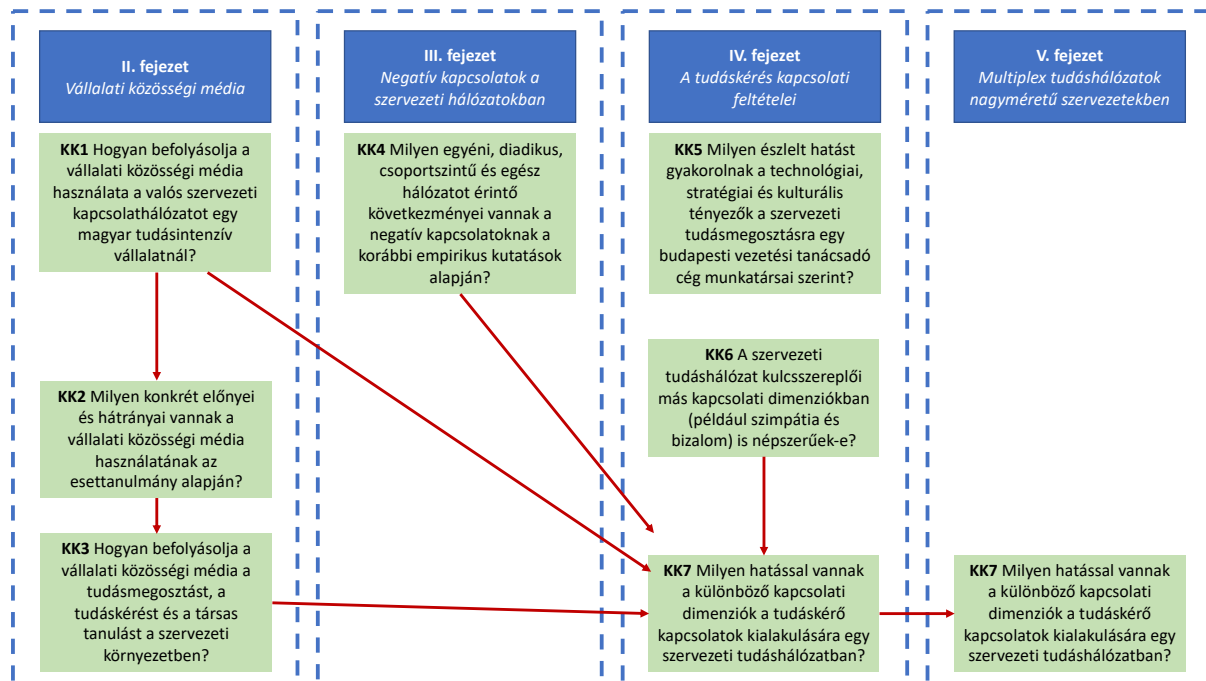 II. fejezet
Vállalati közösségi média
KK1 Hogyan befolyásolja a
vállalati közösségi média
használata a valós szervezeti
kapcsolathálózatot egy
magyar tudásintenzív
vállalatnál?
KK2 Milyen konkrét előnyei
és hátrányai vannak a
vállalati közösségi média
használatának az
esettanulmány alapján?
KK3 Hogyan befolyásolja a
vállalati közösségi média a
tudásmegosztást, a
tudáskérést és a társas
tanulást a szervezeti
környezetben?
III. fejezet
Negatív kapcsolatok a
szervezeti hálózatokban
KK4 Milyen egyéni, diadikus,
csoportszintű és egész
hálózatot érintő
következményei vannak a
negatív kapcsolatoknak a
korábbi empirikus kutatások
alapján?
IV. fejezet
A tudáskérés kapcsolati
feltételei
KK5 Milyen észlelt hatást
gyakorolnak a technológiai,
stratégiai és kulturális
tényezők a szervezeti
tudásmegosztásra egy
budapesti vezetési tanácsadó
cég munkatársai szerint?
KK6 A szervezeti
tudáshálózat kulcsszereplői
más kapcsolati dimenziókban
(például szimpátia és
bizalom) is népszerűek-e?
KK7 Milyen hatással vannak
a különböző kapcsolati
dimenziók a tudáskérő
kapcsolatok kialakulására egy
szervezeti tudáshálózatban?
V. fejezet
Multiplex tudáshálózatok
nagyméretű szervezetekben
KK7 Milyen hatással vannak
a különböző kapcsolati
dimenziók a tudáskérő
kapcsolatok kialakulására egy
szervezeti tudáshálózatban?